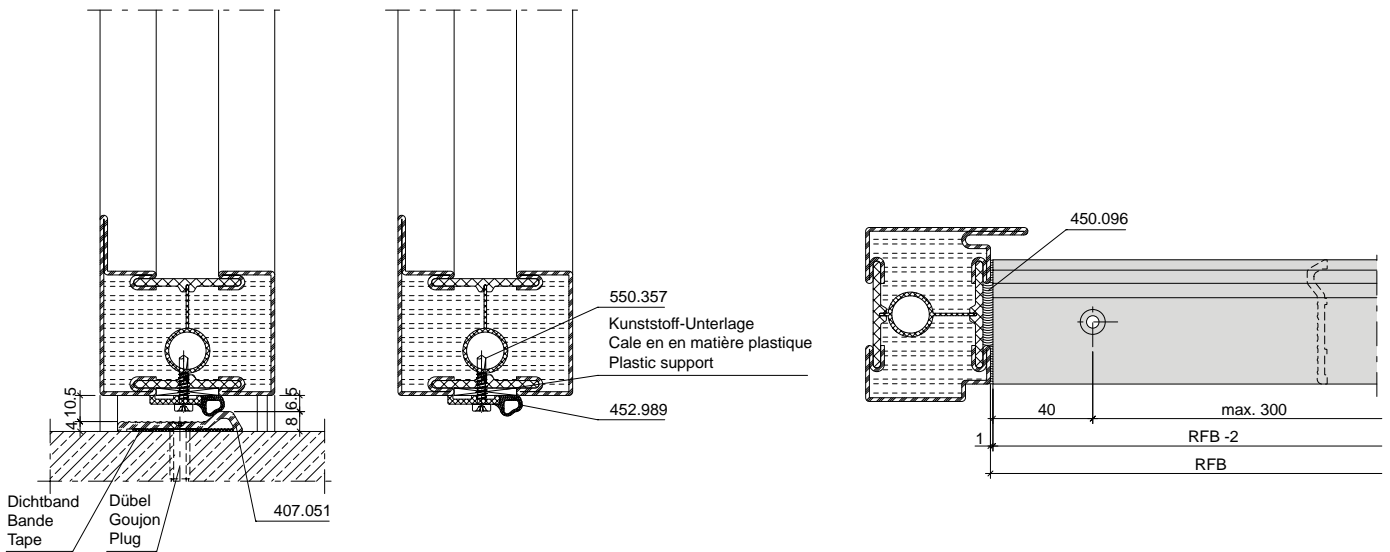 450.096
550.357
Kunststoff-Unterlage
Cale en en matière plastique
Plastic support
452.989
4
10,5
8
6,5
40
max. 300
1
RFB -2
RFB
Dichtband
Bande
Tape
Dübel
Goujon
Plug
407.051